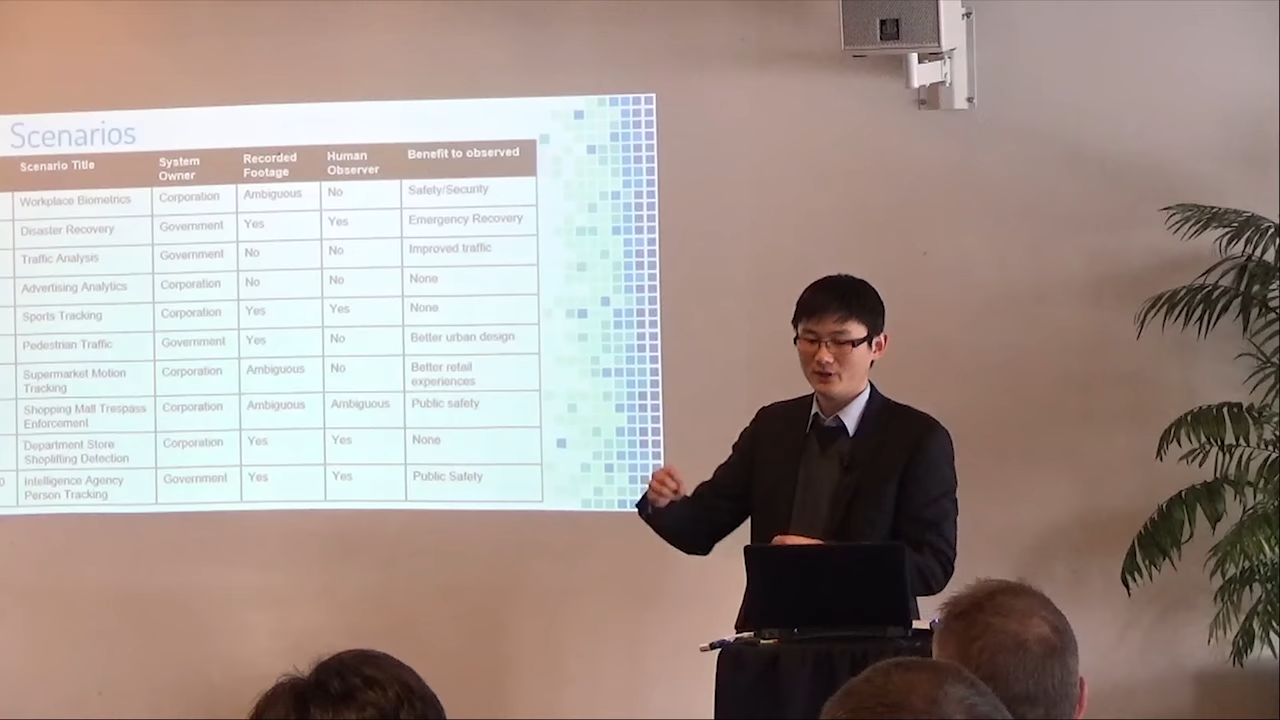 Scenarios
Scenario Title System Owner Recorded Footage Human Observer Benefit to observed
Workplace Biometrics Corporation Ambiguous No Safety/Security
Disaster Recovery Government Yes Yes Emergency Recovery
Traffic Analysis Government No No Improved traffic
Advertising Analytics Corporation No No None
Sports Tracking Corporation Yes Yes None
Pedestrian Traffic Government Yes No Better urban design
Supermarket Motion Tracking Corporation Ambiguous No Better retail experiences
Shopping Mall Trespass Enforcement Corporation Ambiguous Ambiguous Public safety
Department Store Shoplifting Detection Corporation Yes Yes None
0 Intelligence Agency Person Tracking Government Yes Yes Public Safety